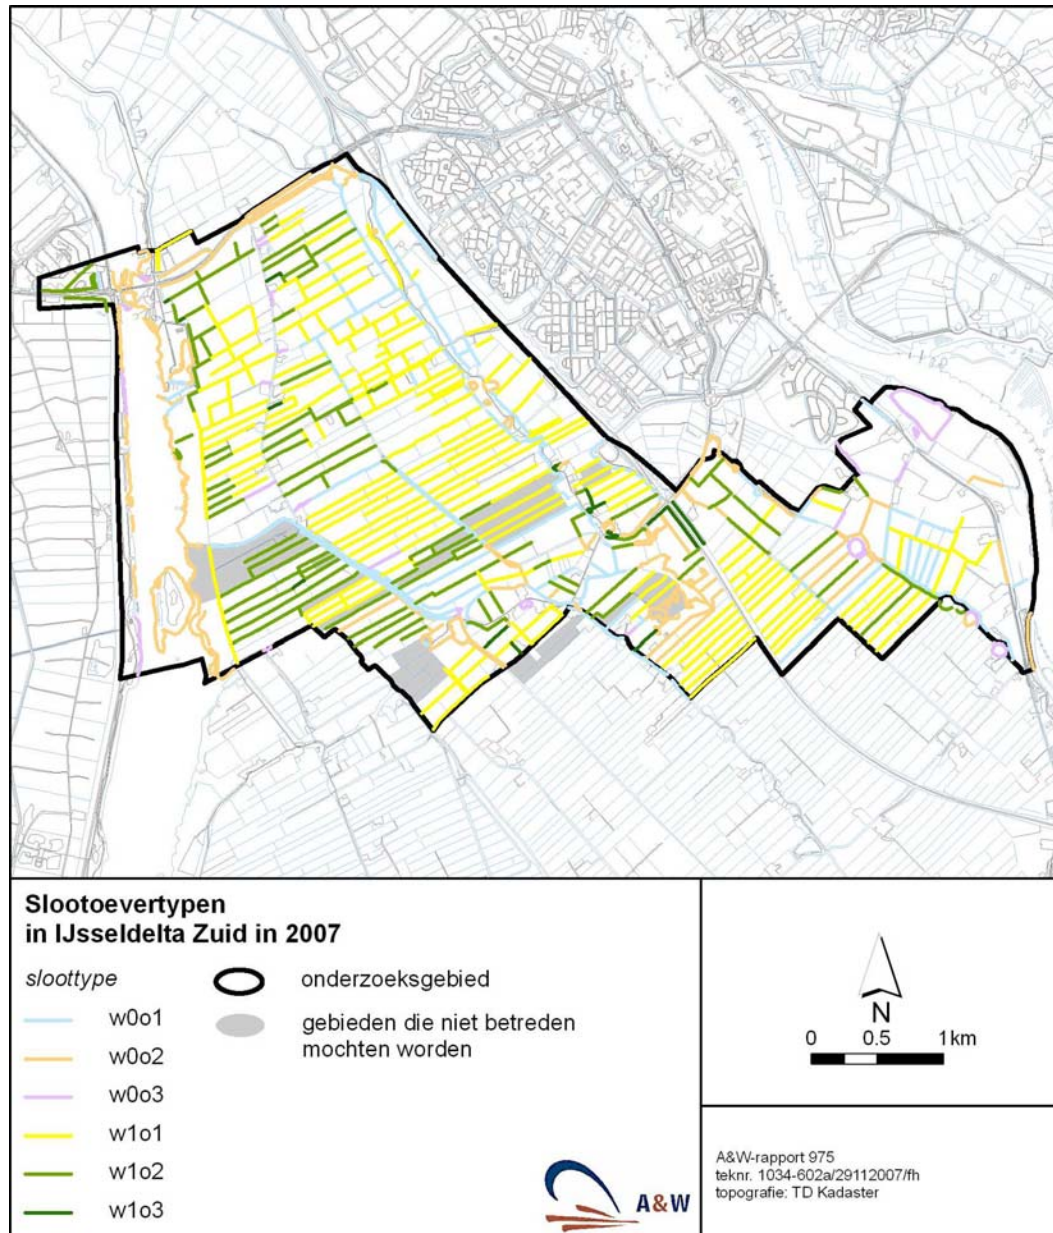 Slootoevertypen
in IJsseldelta Zuid in 2007
sloottype
w0o1
w0o2
w0o3
w1o1
w1o2
w1o3
onderzoeksgebied
gebieden die niet betreden
mochten worden
A&W
N
0 0.5 1km
A&W-rapport 975
teknr. 1034-602a/29112007/fh
topografie: TD Kadaster